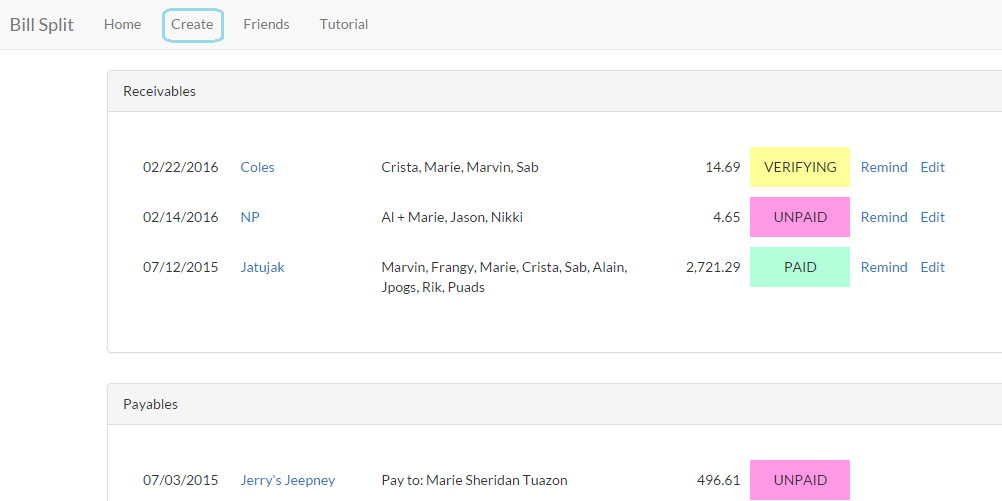 Bill Split Home Create Friends Tutorial
Receivables
02/22/2016 Coles Crista, Marie, Marvin, Sab 14.69 VERIFYING Remind Edit
02/14/2016 NP Al + Marie, Jason, Nikki 4.65 UNPAID Remind Edit
07/12/2015 Jatujak Marvin, Frangy, Marie, Crista, Sab, Alain, 2,721.29 PAID Remind Edit
Jpogs, Rik, Puads
Payables
07/03/2015 Jerry's Jeepney Pay to: Marie Sheridan Tuazon 496.61 UNPAID